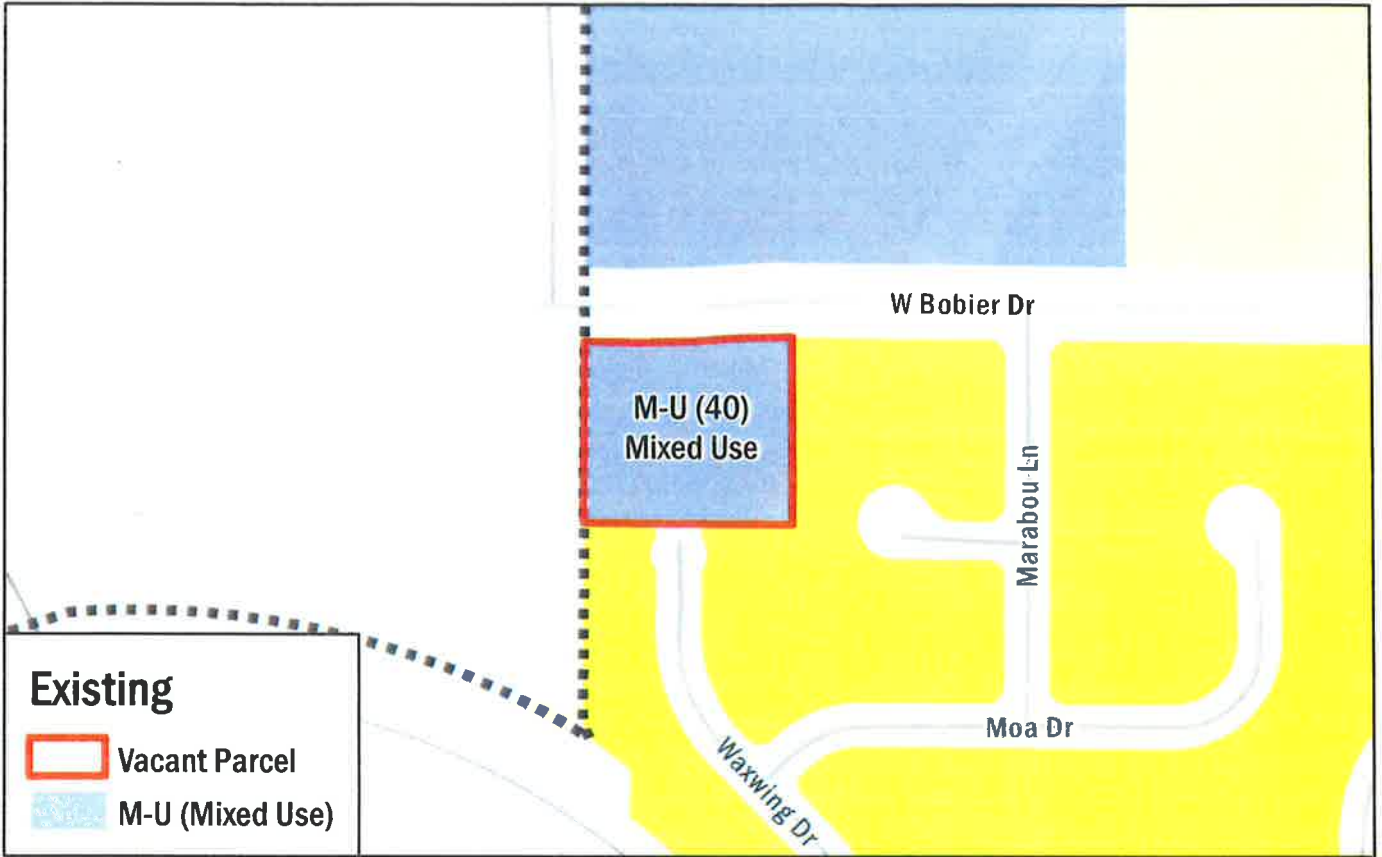 W Bobier Dr
M-U (40)
Mixed Use
Marabou Ln
Moa Dr
Waxwing Dr
Existing
Vacant Parcel
M-U (Mixed Use)